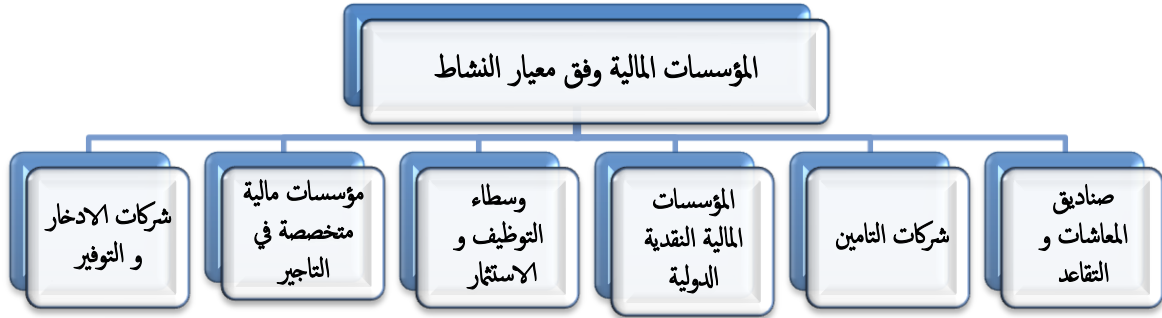 المؤسسات المالية وفق معيار النشاط
صناديق
المعاشات و
التقاعد
شركات التامين
المؤسسات
المالية النقدية
الدولية
وسطاء
التوظيف و
الاستثمار
مؤسسات مالية
متخصصة في
التاجير
شركات الادخار
و التوفير